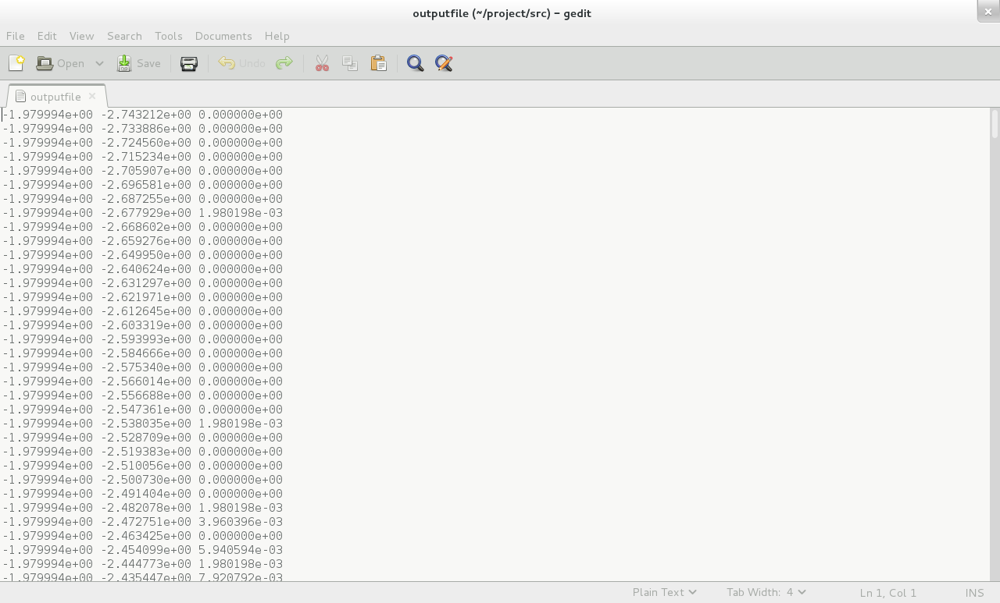 outputfile (~/project/src) – gedit
File Edit View Search Tools Documents Help
Open Save Undo
outputfile
-1.979994e+00 -2.743212e+00 0.000000e+00
-1.979994e+00 -2.733886e+00 0.000000e+00
-1.979994e+00 -2.724560e+00 0.000000e+00
-1.979994e+00 -2.715234e+00 0.000000e+00
-1.979994e+00 -2.705907e+00 0.000000e+00
-1.979994e+00 -2.696581e+00 0.000000e+00
-1.979994e+00 -2.687255e+00 0.000000e+00
-1.979994e+00 -2.677929e+00 1.980198e-03
-1.979994e+00 -2.668602e+00 0.000000e+00
-1.979994e+00 -2.659276e+00 0.000000e+00
-1.979994e+00 -2.649950e+00 0.000000e+00
-1.979994e+00 -2.640624e+00 0.000000e+00
-1.979994e+00 -2.631297e+00 0.000000e+00
-1.979994e+00 -2.621971e+00 0.000000e+00
-1.979994e+00 -2.612645e+00 0.000000e+00
-1.979994e+00 -2.603319e+00 0.000000e+00
-1.979994e+00 -2.593993e+00 0.000000e+00
-1.979994e+00 -2.584666e+00 0.000000e+00
-1.979994e+00 -2.575340e+00 0.000000e+00
-1.979994e+00 -2.566014e+00 0.000000e+00
-1.979994e+00 -2.556688e+00 0.000000e+00
-1.979994e+00 -2.547361e+00 0.000000e+00
-1.979994e+00 -2.538035e+00 1.980198e-03
-1.979994e+00 -2.528709e+00 0.000000e+00
-1.979994e+00 -2.519383e+00 0.000000e+00
-1.979994e+00 -2.510056e+00 0.000000e+00
-1.979994e+00 -2.500730e+00 0.000000e+00
-1.979994e+00 -2.491404e+00 0.000000e+00
-1.979994e+00 -2.482078e+00 1.980198e-03
-1.979994e+00 -2.472751e+00 3.960396e-03
-1.979994e+00 -2.463425e+00 0.000000e+00
-1.979994e+00 -2.454099e+00 5.940594e-03
-1.979994e+00 -2.444773e+00 1.980198e-03
-1.979994e+00 -2.435447e+00 7.920792e-03
Plain Text Tab Width: 4 Ln 1, Col 1 INS